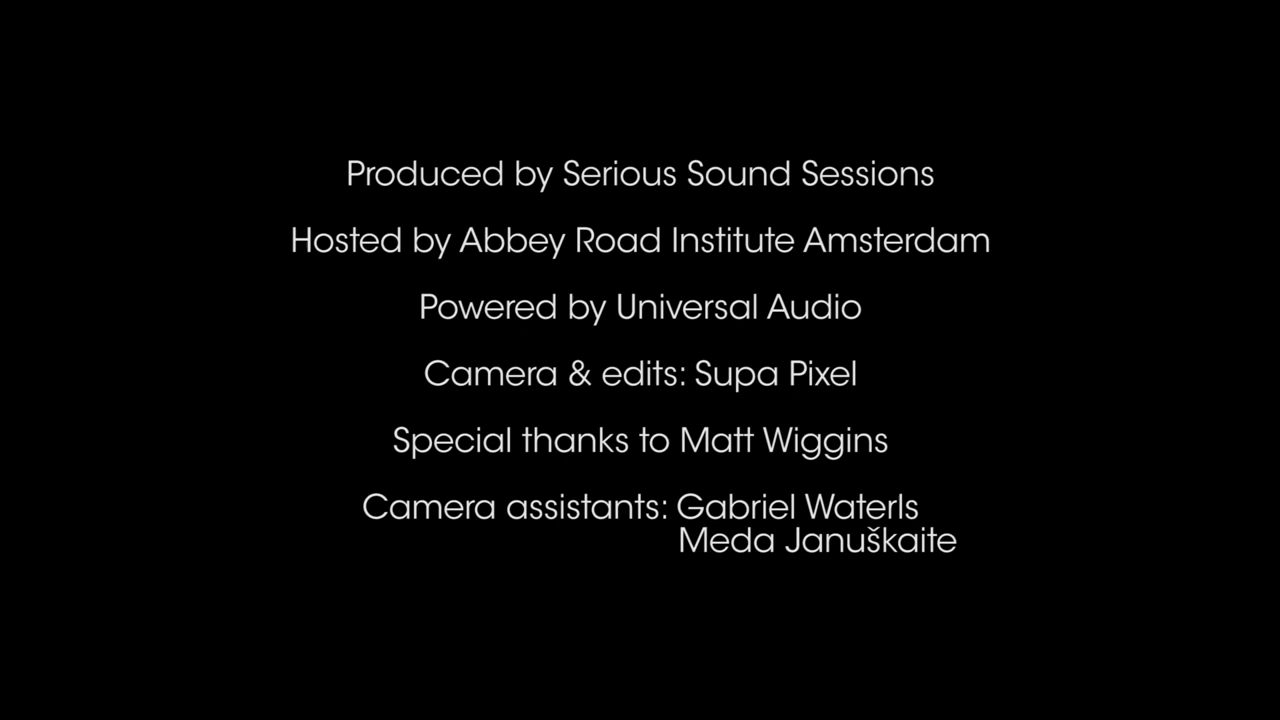 Produced by Serious Sound Sessions
Hosted by Abbey Road Institute Amsterdam
Powered by Universal Audio
Camera & edits: Supa Pixel
Special thanks to Matt Wiggins
Camera assistants: Gabriel Waterls
Meda Januškaite